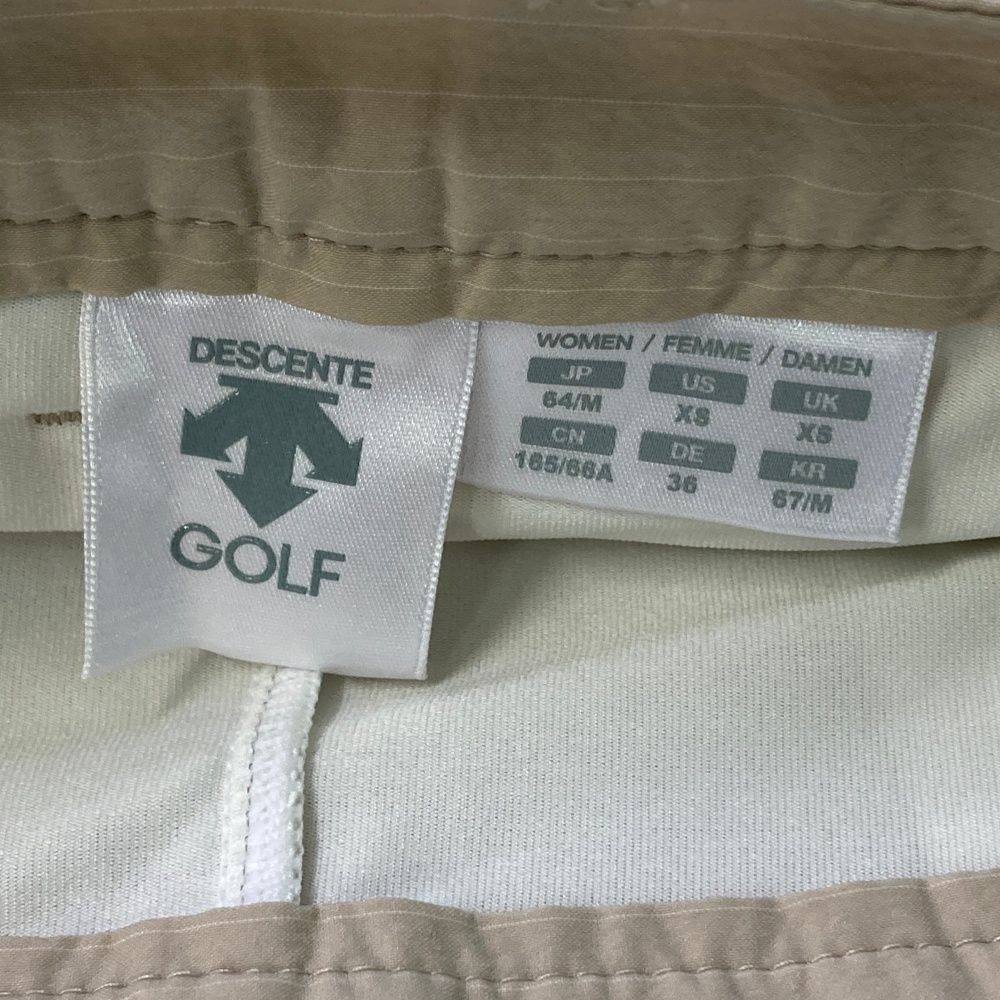 DESCENTE
GOLF
WOMEN / FEMME / DAMEN
JP US UK
64/M XS XS
CN DE KR
165/66A 36 67/M